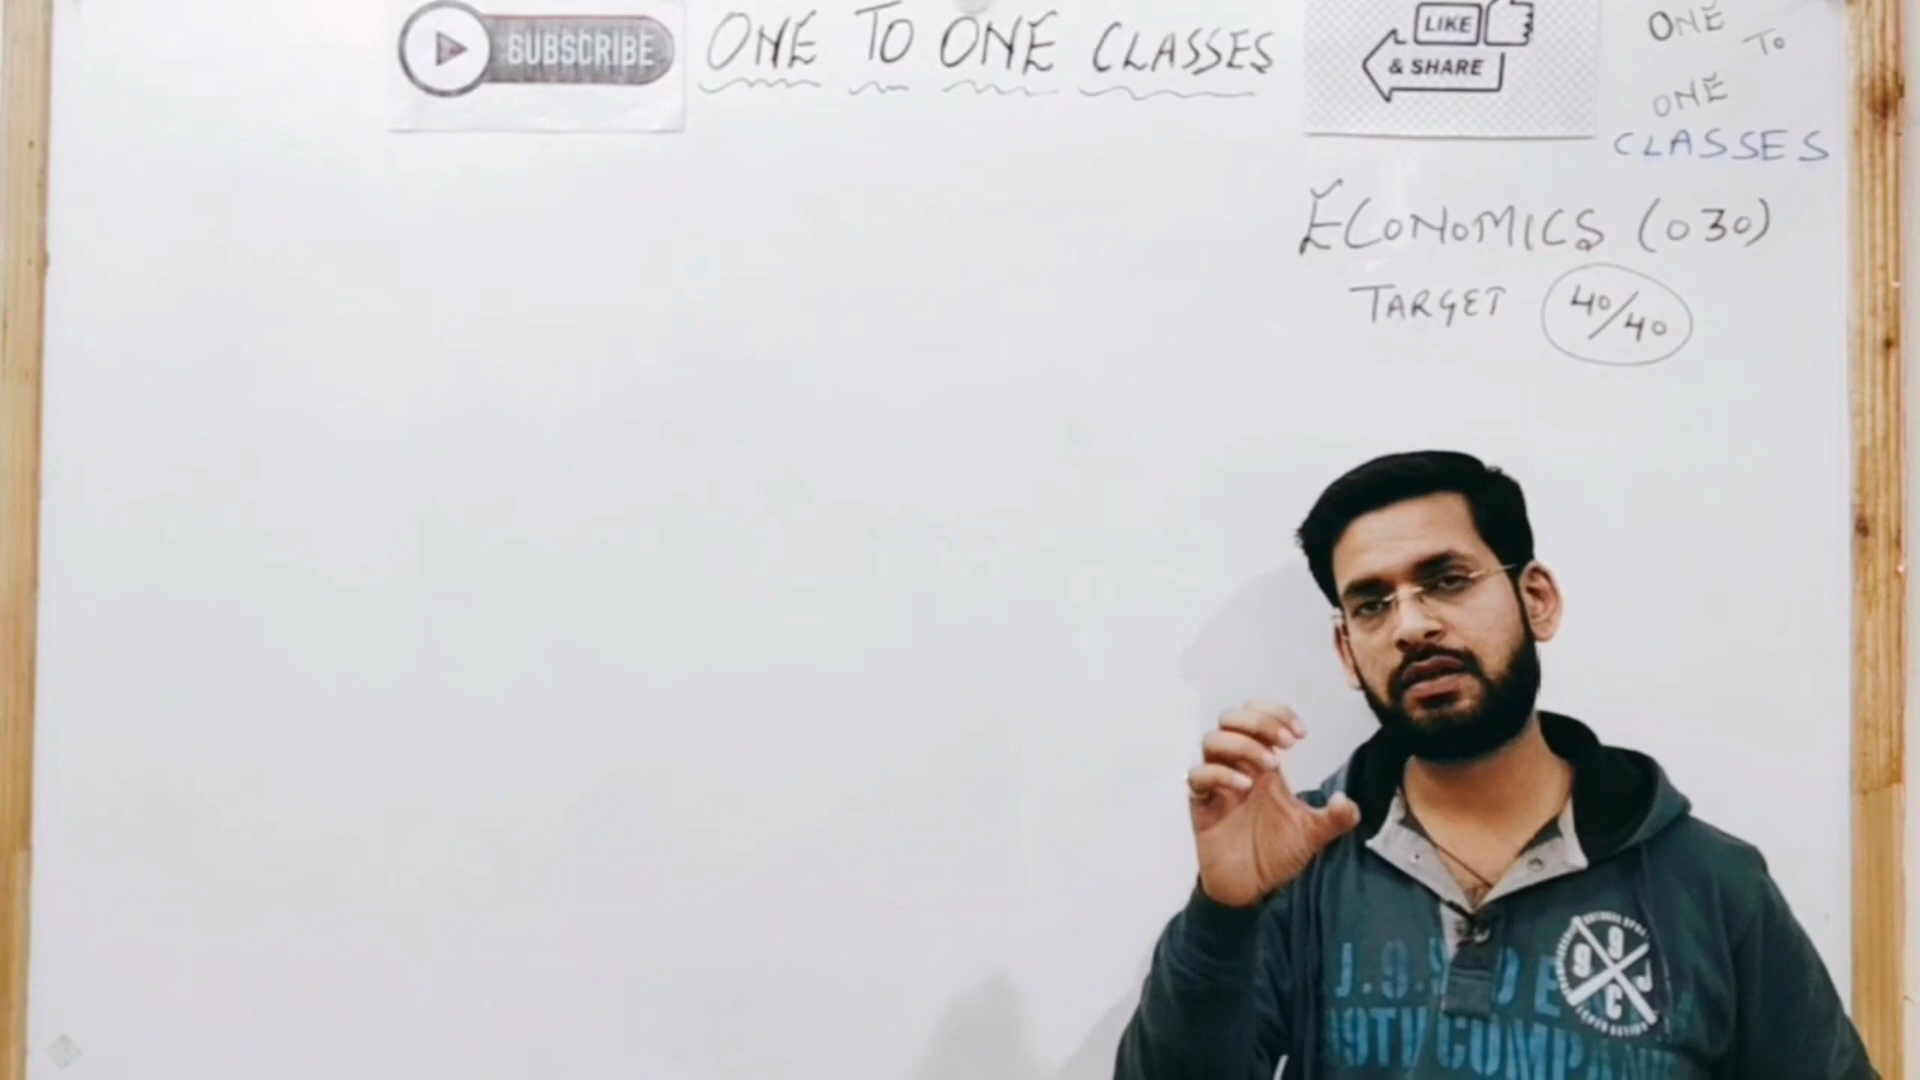 SUBSCRIBE
ONE TO ONE CLASSES
LIKE
& SHARE
ONE
TO
ONE
CLASSES
ECONOMICS (030)
TARGET 40/40